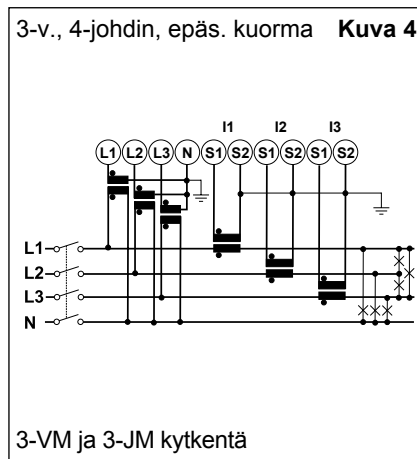 3-v., 4-johdin, epäs. kuorma Kuva 4
I1 I2 I3
L1 L2 L3 N S1 S2 S1 S2 S1 S2
L1
L2
L3
N
3-VM ja 3-JM kytkentä